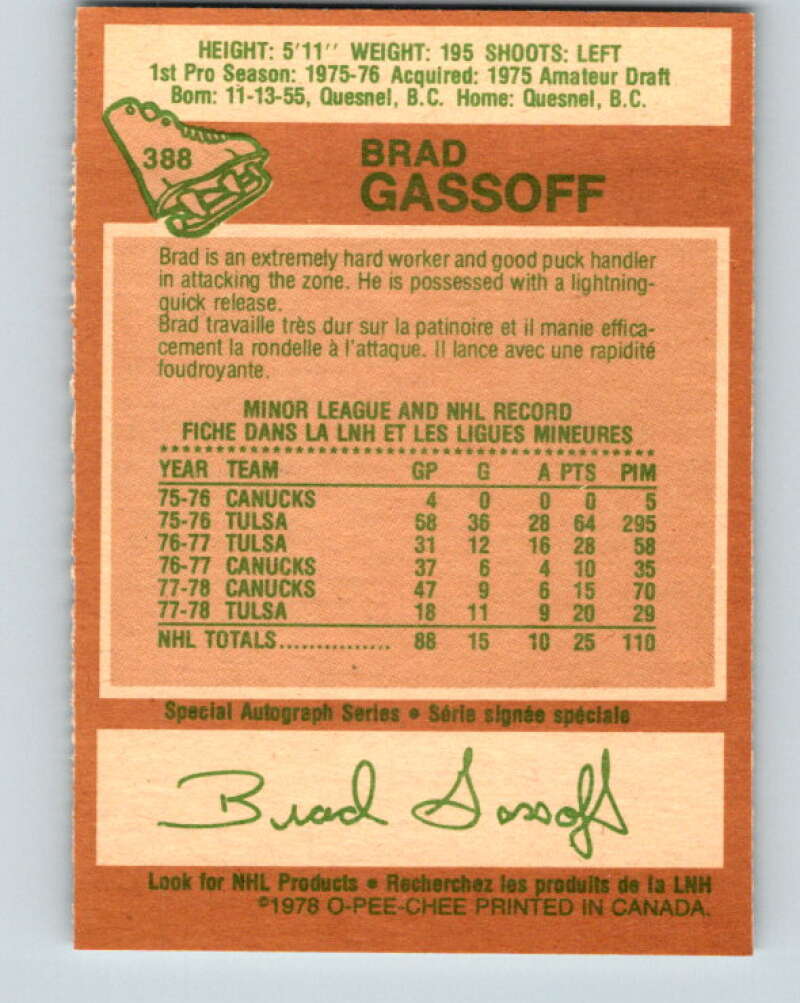 HEIGHT: 5'11'' WEIGHT: 195 SHOOTS: LEFT
1st Pro Season: 1975-76 Acquired: 1975 Amateur Draft
Born: 11-13-55, Quesnel, B.C. Home: Quesnel, B.C.
388
BRAD
GASSOFF
Brad is an extremely hard worker and good puck handler
in attacking the zone. He is possessed with a lightning-
quick release.
Brad travaille très dur sur la patinoire et il manie effica-
cement la rondelle à l'attaque. Il lance avec une rapidité
foudroyante.
MINOR LEAGUE AND NHL RECORD
FICHE DANS LA LNH ET LES LIGUES MINEURES
YEAR TEAM GP G A PTS PIM
75-76 CANUCKS 4 0 0 0 5
75-76 TULSA 68 36 28 64 295
76-77 TULSA 31 12 16 28 58
76-77 CANUCKS 37 6 4 10 35
77-78 CANUCKS 47 9 6 15 70
77-78 TULSA 18 11 9 20 29
NHL TOTALS............... 88 15 10 25 110
Special Autograph Series • Série signée spéciale
Brad Gassoff
Look for NHL Products • Recherchez les produits de la LNH
©1978 O-PEE-CHEE PRINTED IN CANADA.